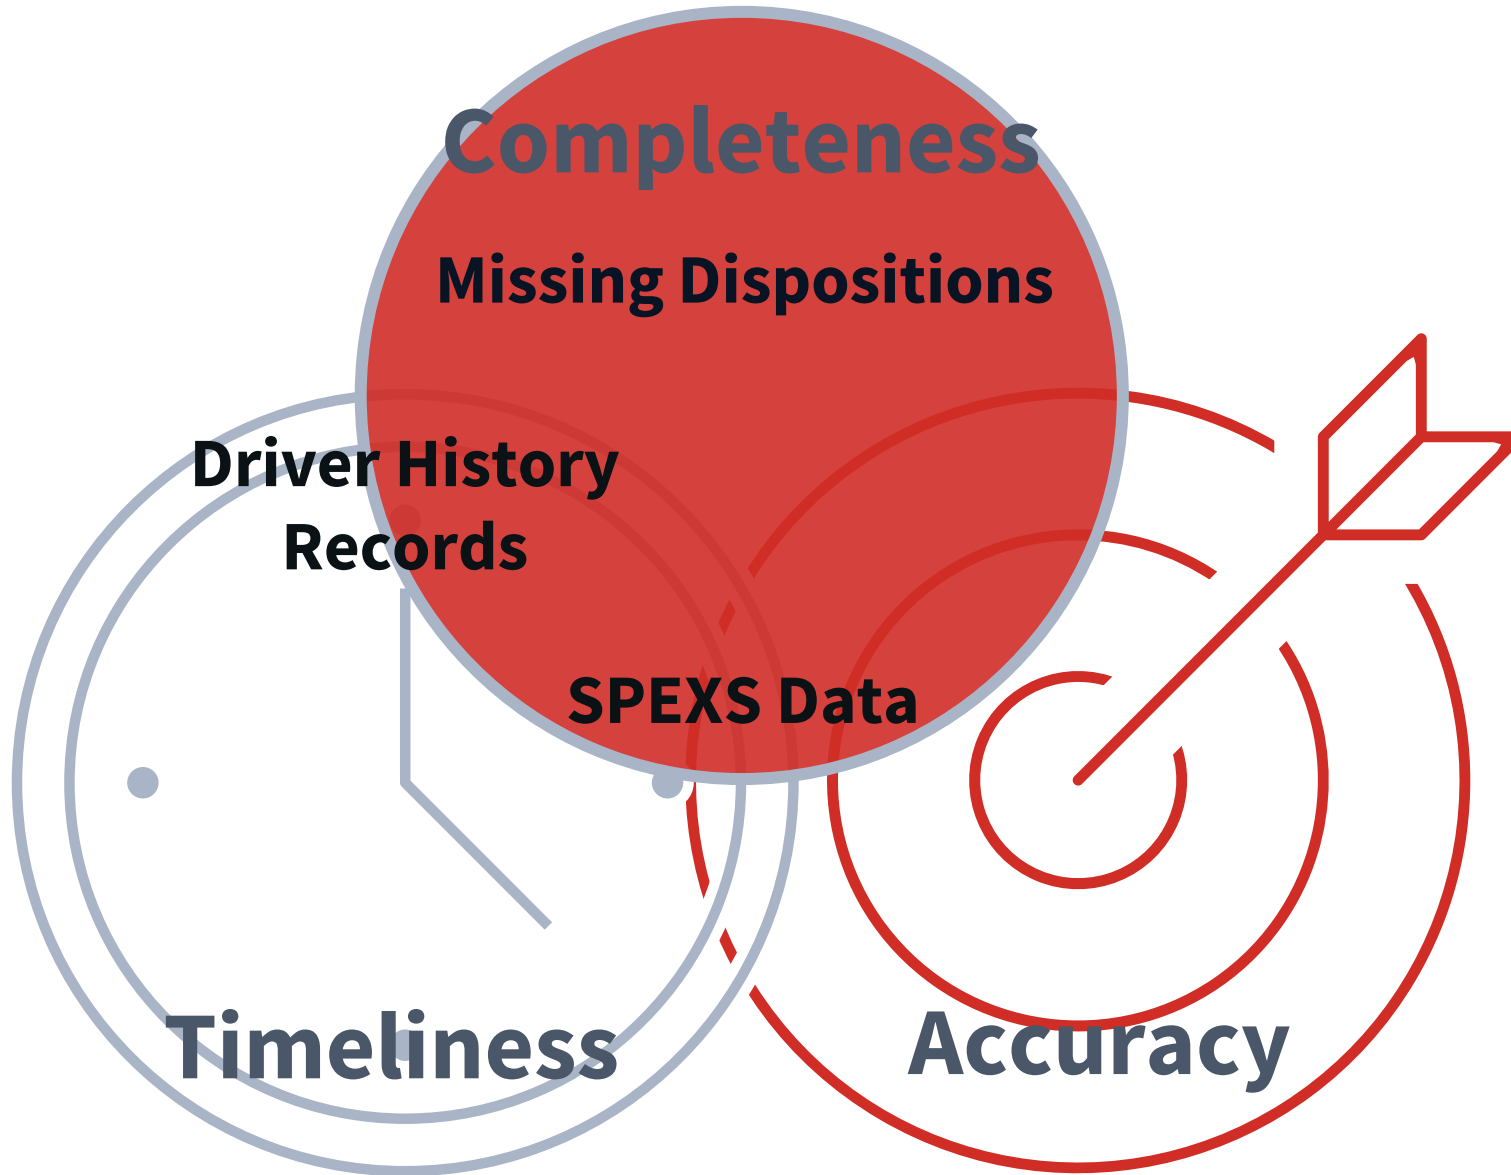 Completeness
Missing Dispositions
Driver History
Records
SPEXS Data
Timeliness
Accuracy